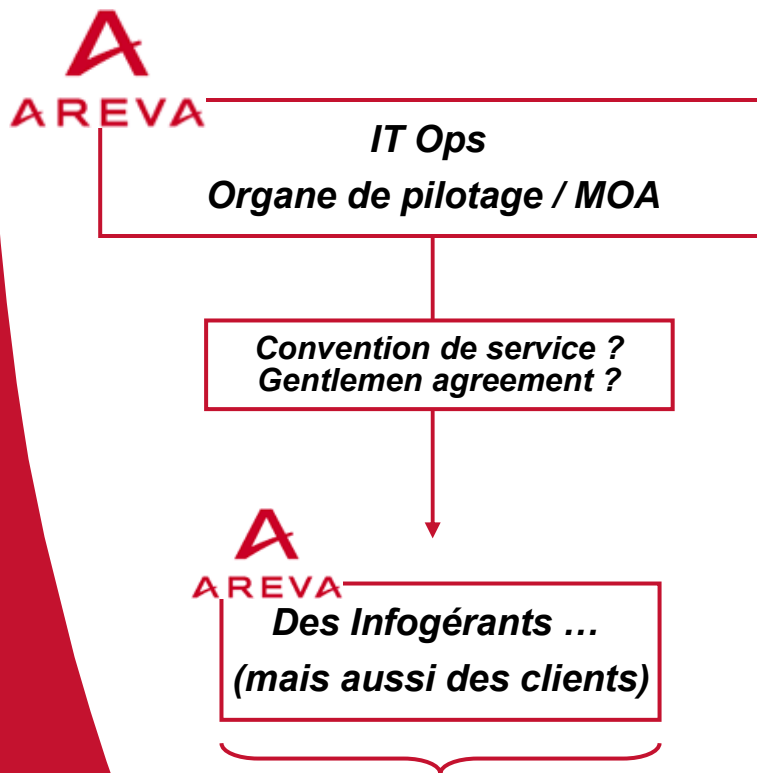 AREVA
IT Ops
Organe de pilotage / MOA
Convention de service ?
Gentlemen agreement ?
AREVA
Des Infogérants …
(mais aussi des clients)